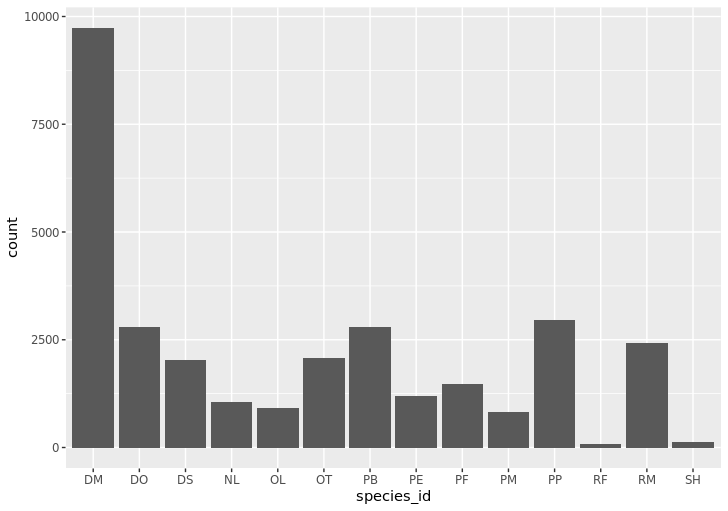 10000
7500
5000
2500
0
count
DM DO DS NL OL OT PB PE PF PM PP RF RM SH
species_id